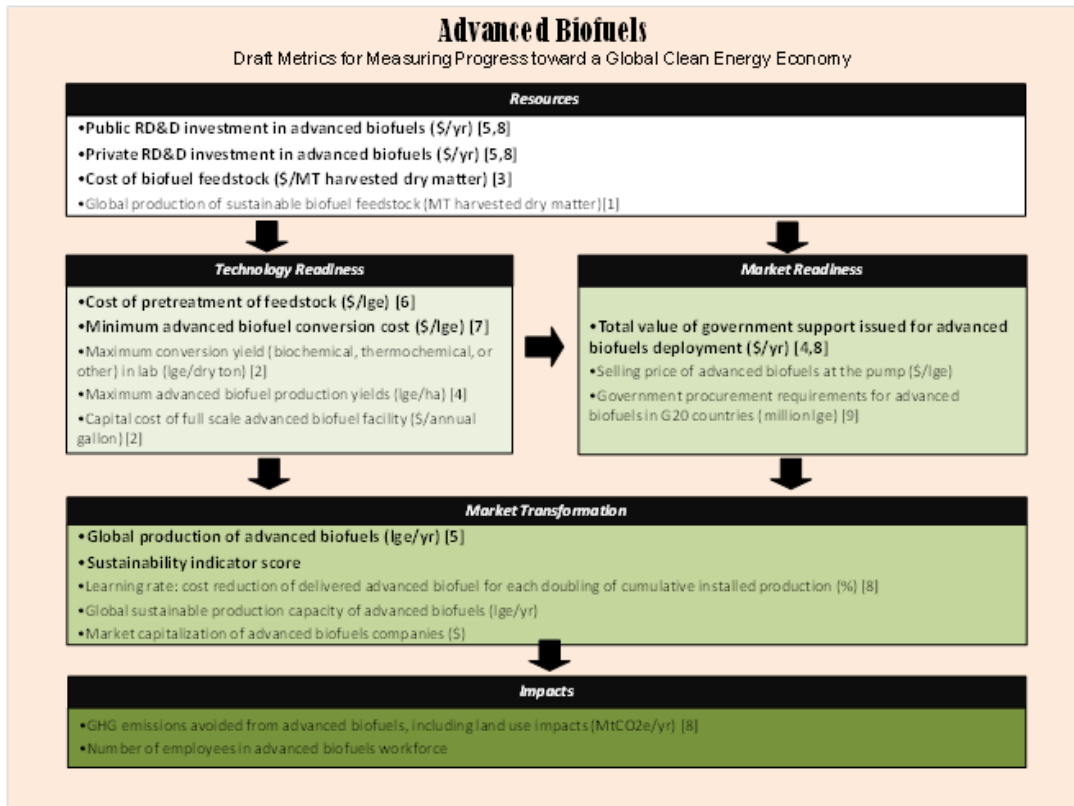 Advanced Biofuels
Draft Metrics for Measuring Progress toward a Global Clean Energy Economy
Resources
•Public RD&D investment in advanced biofuels ($/yr) [5,8]
•Private RD&D investment in advanced biofuels ($/yr) [5,8]
•Cost of biofuel feedstock ($/MT harvested dry matter) [3]
•Global production of sustainable biofuel feedstock (MT harvested dry matter)[1]
Technology Readiness
•Cost of pretreatment of feedstock ($/lge) [6]
•Minimum advanced biofuel conversion cost ($/lge) [7]
•Maximum conversion yield (biochemical, thermochemical, or
other) in lab (lge/dry ton) [2]
•Maximum advanced biofuel production yields (lge/ha) [4]
•Capital cost of full scale advanced biofuel facility ($/annual
gallon) [2]
Market Readiness
•Total value of government support issued for advanced
biofuels deployment ($/yr) [4,8]
•Selling price of advanced biofuels at the pump ($/lge)
•Government procurement requirements for advanced
biofuels in G20 countries (million lge) [9]
Market Transformation
•Global production of advanced biofuels (lge/yr) [5]
•Sustainability indicator score
•Learning rate: cost reduction of delivered advanced biofuel for each doubling of cumulative installed production (%) [8]
•Global sustainable production capacity of advanced biofuels (lge/yr)
•Market capitalization of advanced biofuels companies ($)
Impacts
•GHG emissions avoided from advanced biofuels, including land use impacts (MtCO2e/yr) [8]
•Number of employees in advanced biofuels workforce